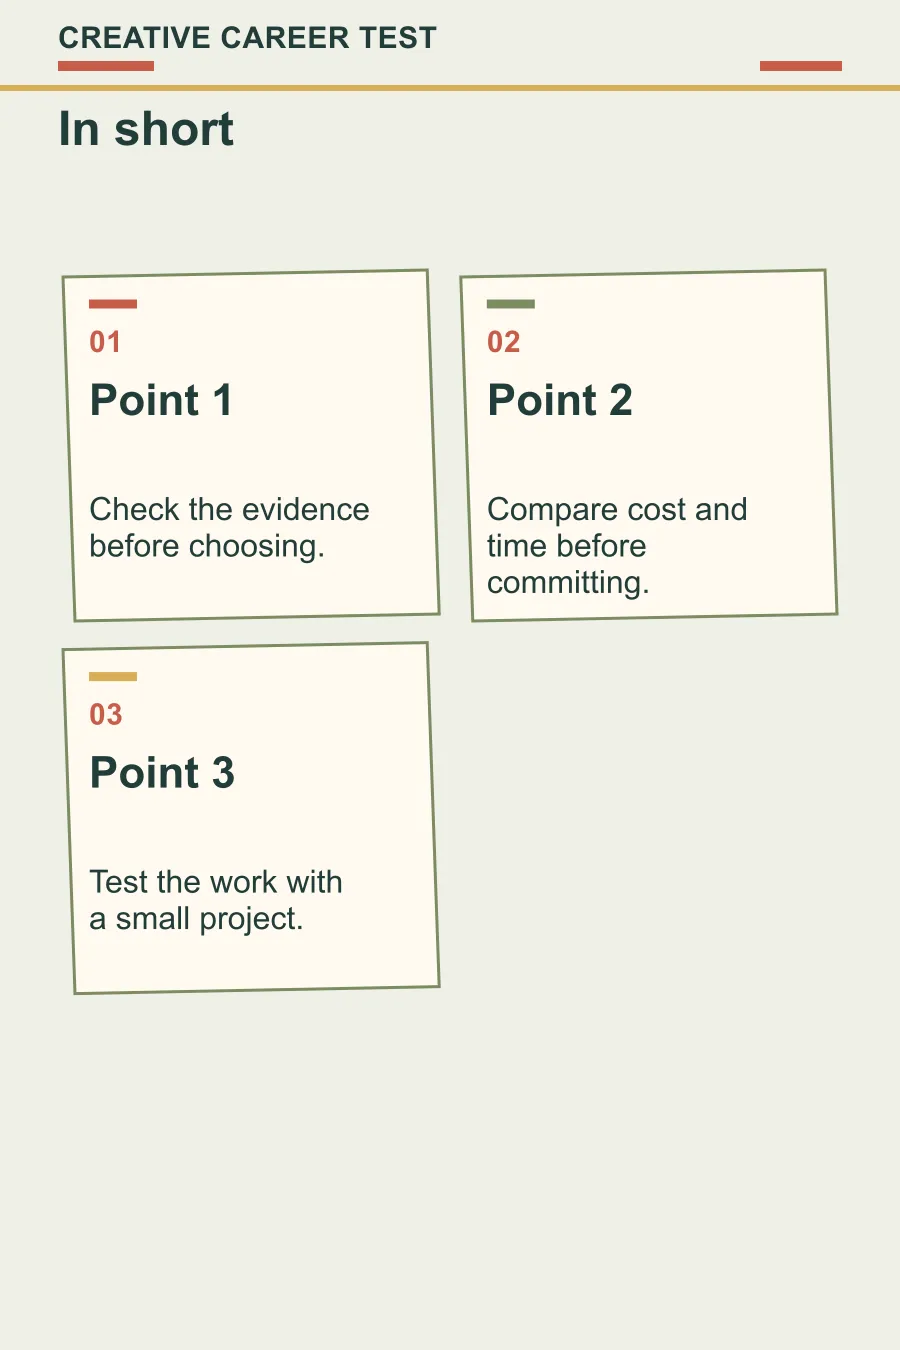 CREATIVE CAREER TEST
In short
01
Point 1
Check the evidence
before choosing.
02
Point 2
Compare cost and
time before
committing.
03
Point 3
Test the work with
a small project.